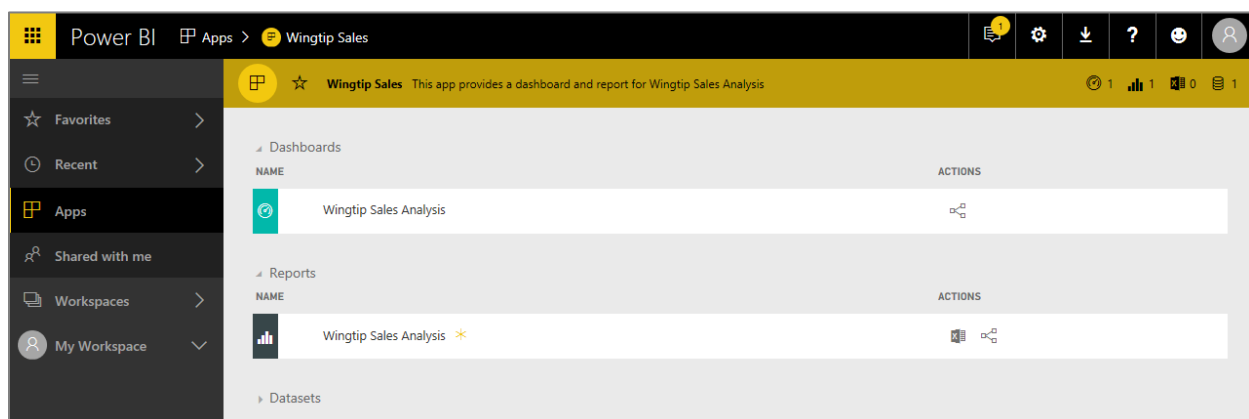 Power BI Apps > Wingtip Sales 1 ?
Wingtip Sales This app provides a dashboard and report for Wingtip Sales Analysis 1 1 0 1
Favorites
Recent
Apps
Shared with me
Workspaces
My Workspace
Dashboards
NAME ACTIONS
Wingtip Sales Analysis
Reports
NAME ACTIONS
Wingtip Sales Analysis
Datasets